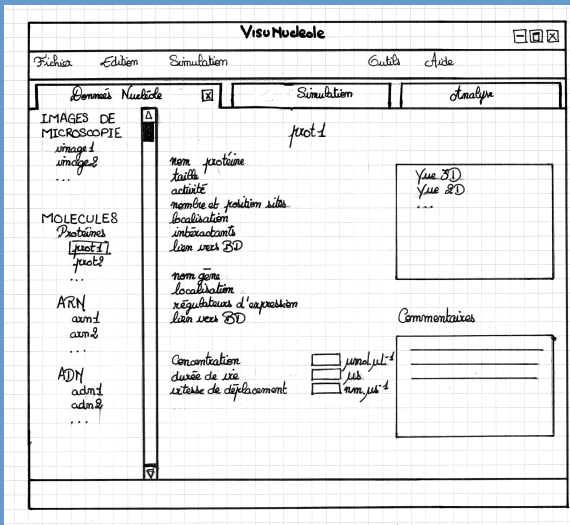 VisuNucleole
Fichier Edition Simulation Outils Aide
Données Nucléole X Simulation Analyse
IMAGES DE
MICROSCOPIE
image1
image2
...
MOLECULES
Protéines
prot1
prot2
...
ARN
arn1
arn2
...
ADN
adn1
adn2
...
prot1
nom protéine
taille
activité
nombre et position sites
localisation
intéractants
lien vers BD
nom gène
localisation
régulateurs d'expression
lien vers BD
Concentration µmol,µl-1
durée de vie µs
vitesse de déplacement nm,µs-1
Vue 3D
Vue 2D
...
Commentaires